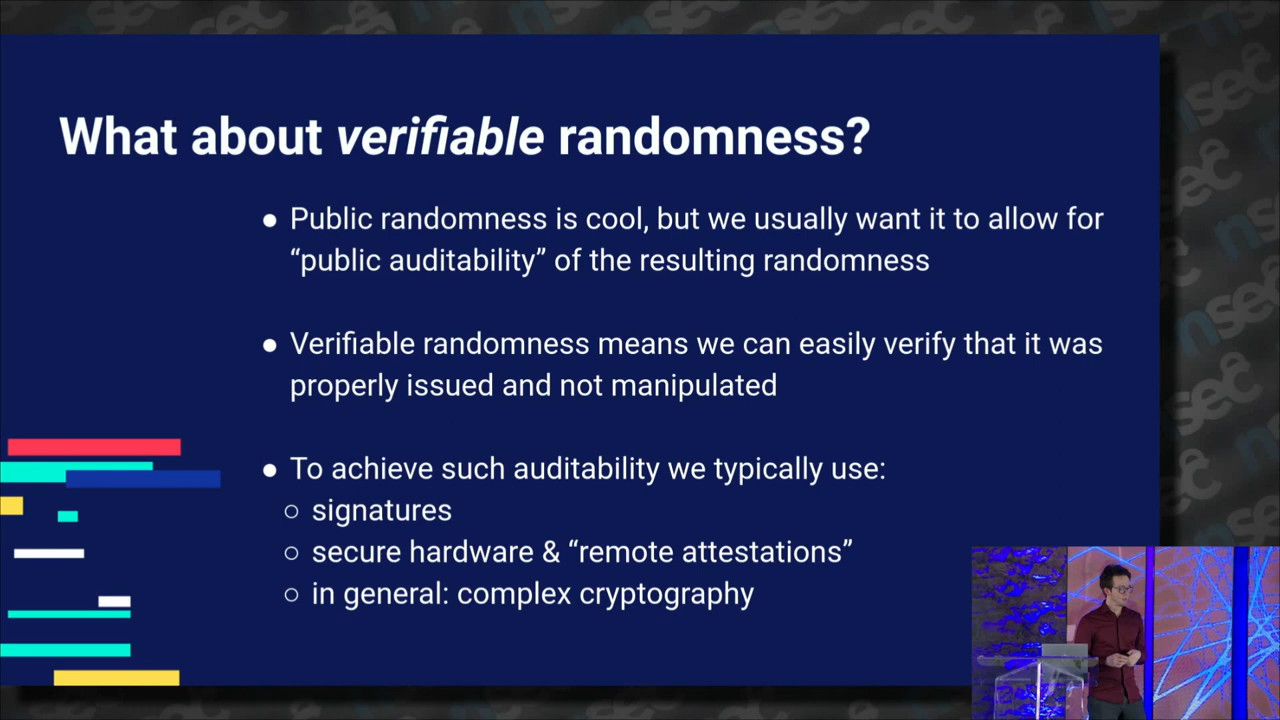 What about verifiable randomness?
● Public randomness is cool, but we usually want it to allow for
“public auditability” of the resulting randomness
● Verifiable randomness means we can easily verify that it was
properly issued and not manipulated
● To achieve such auditability we typically use:
○ signatures
○ secure hardware & “remote attestations”
○ in general: complex cryptography
nsec